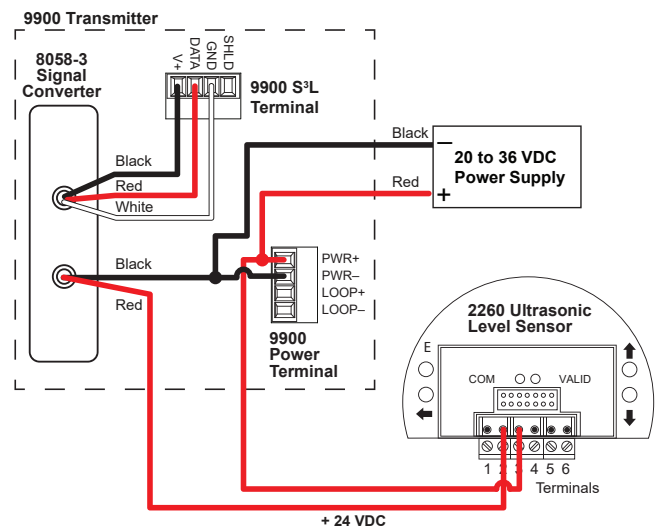 9900 Transmitter
8058-3
Signal
Converter
V+
DATA
GND
SHLD
9900 S³L
Terminal
Black
Red
White
Black
Red
Black
Red
20 to 36 VDC
Power Supply
–
+
PWR+
PWR–
LOOP+
LOOP–
9900
Power
Terminal
2260 Ultrasonic
Level Sensor
E
COM
VALID
1 2 3 4 5 6
Terminals
+ 24 VDC